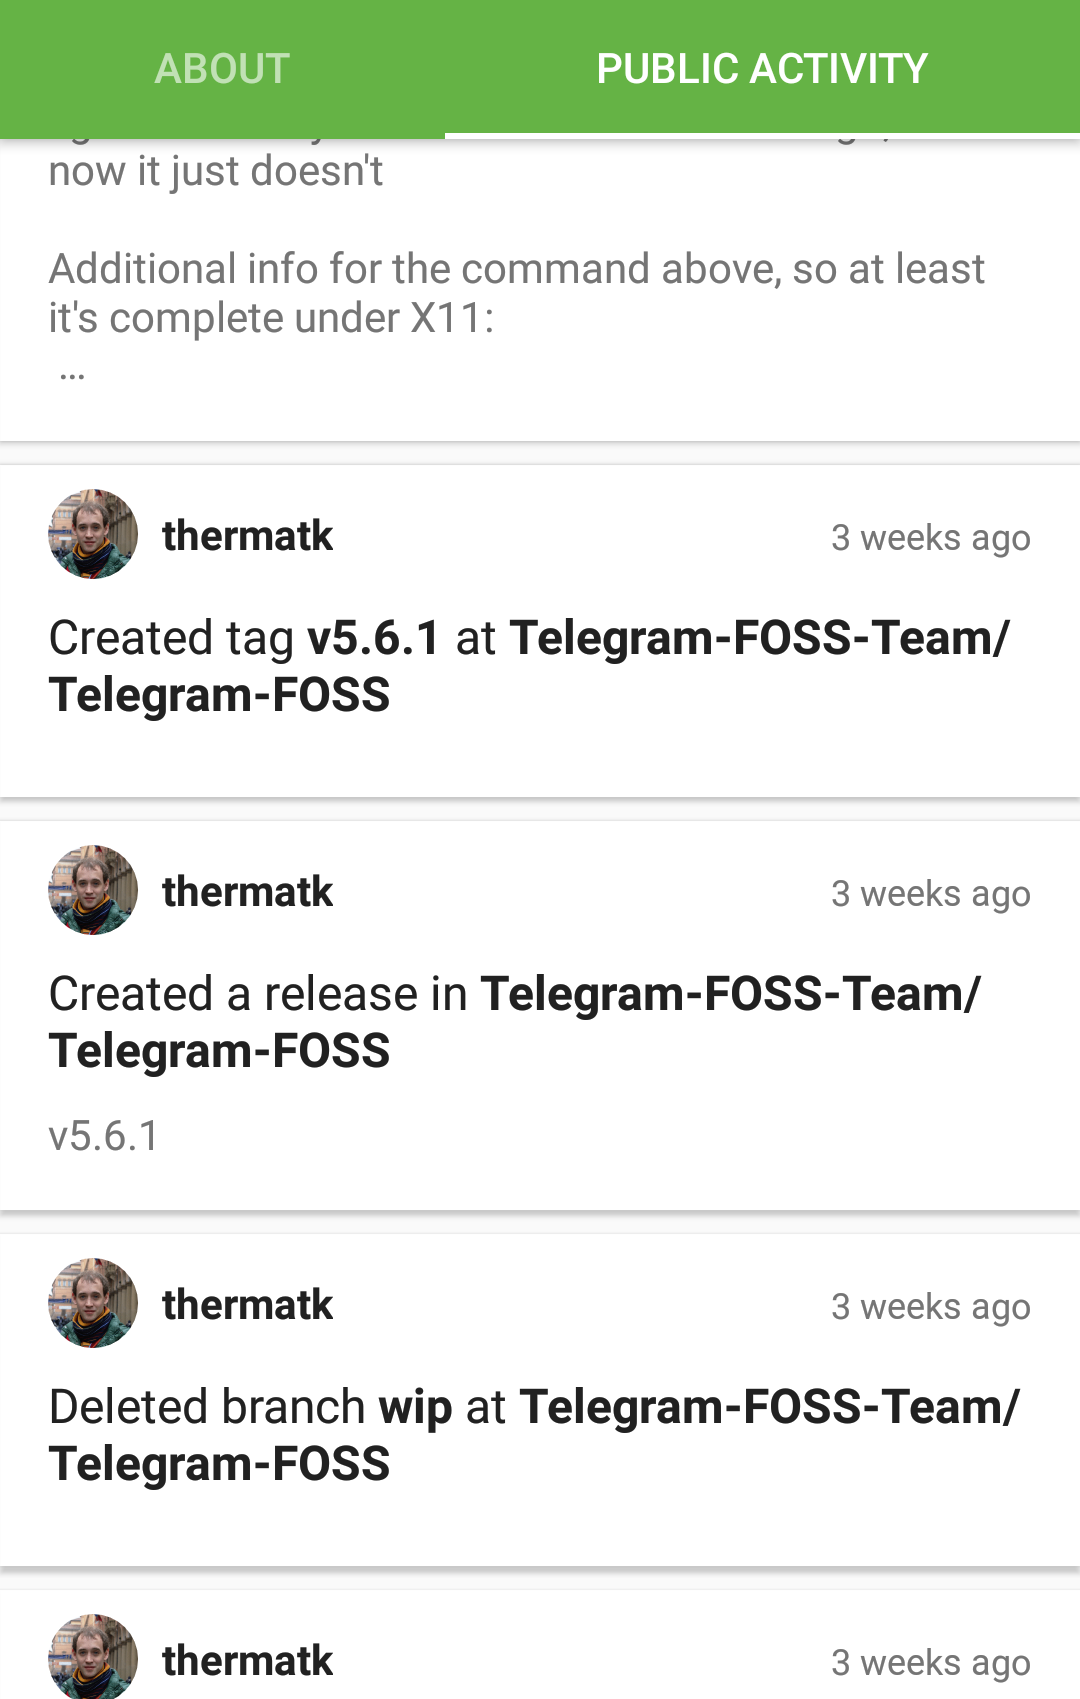 ABOUT
PUBLIC ACTIVITY
now it just doesn't
Additional info for the command above, so at least
it's complete under X11:
...
thermatk
3 weeks ago
Created tag v5.6.1 at Telegram-FOSS-Team/
Telegram-FOSS
thermatk
3 weeks ago
Created a release in Telegram-FOSS-Team/
Telegram-FOSS
v5.6.1
thermatk
3 weeks ago
Deleted branch wip at Telegram-FOSS-Team/
Telegram-FOSS
thermatk
3 weeks ago